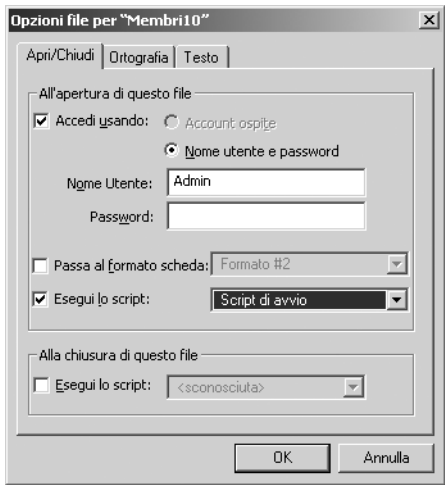 Opzioni file per "Membri10"
Apri/Chiudi Ortografia Testo
All'apertura di questo file
Accedi usando: Account ospite
Nome utente e password
Nome Utente: Admin
Password:
Passa al formato scheda: Formato #2
Esegui lo script: Script di avvio
Alla chiusura di questo file
Esegui lo script: <sconosciuta>
OK Annulla